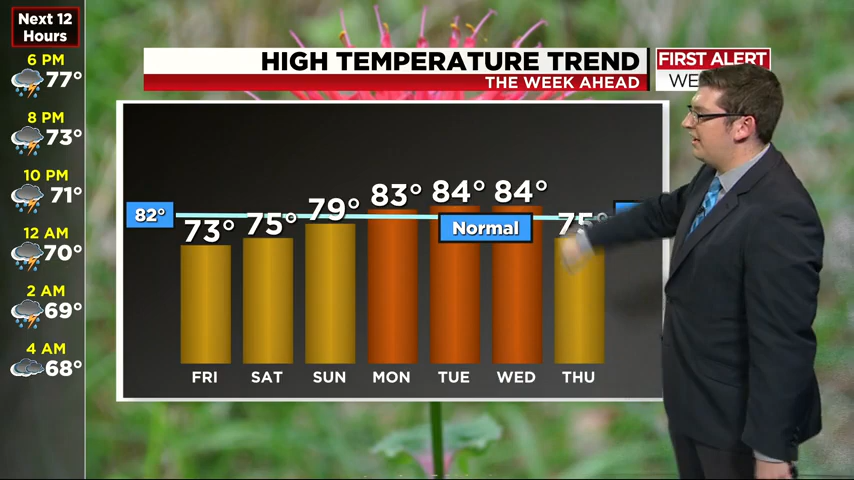 Next 12
Hours
6 PM
77°
8 PM
73°
10 PM
71°
12 AM
70°
2 AM
69°
4 AM
68°
HIGH TEMPERATURE TREND
THE WEEK AHEAD
FIRST ALERT
82°
Normal
73° 75° 79° 83° 84° 84° 75°
FRI SAT SUN MON TUE WED THU